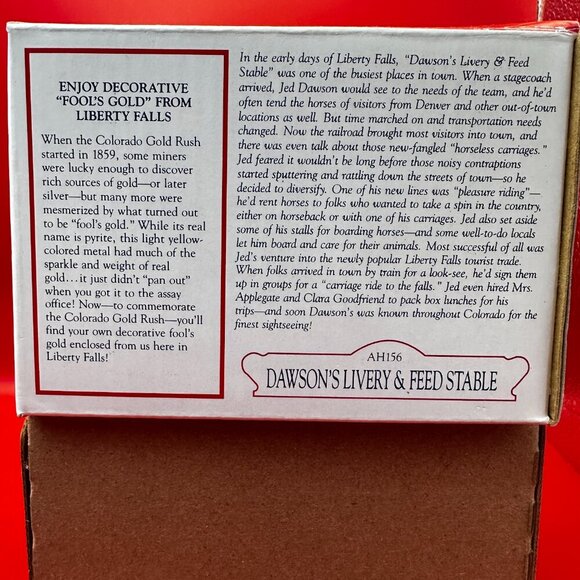 ENJOY DECORATIVE
"FOOL'S GOLD" FROM
LIBERTY FALLS
When the Colorado Gold Rush
started in 1859, some miners
were lucky enough to discover
rich sources of gold—or later
silver—but many more were
mesmerized by what turned out
to be "fool's gold." While its real
name is pyrite, this light yellow-
colored metal had much of the
sparkle and weight of real
gold...it just didn't "pan out"
when you got it to the assay
office! Now—to commemorate
the Colorado Gold Rush—you'll
find your own decorative fool's
gold enclosed from us here in
Liberty Falls!
In the early days of Liberty Falls, "Dawson's Livery & Feed
Stable" was one of the busiest places in town. When a stagecoach
arrived, Jed Dawson would see to the needs of the team, and he'd
often tend the horses of visitors from Denver and other out-of-town
locations as well. But time marched on and transportation needs
changed. Now the railroad brought most visitors into town, and
there was even talk about those new-fangled "horseless carriages."
Jed feared it wouldn't be long before those noisy contraptions
started sputtering and rattling down the streets of town—so he
decided to diversify. One of his new lines was "pleasure riding"—
he'd rent horses to folks who wanted to take a spin in the country,
either on horseback or with one of his carriages. Jed also set aside
some of his stalls for boarding horses—and some well-to-do locals
let him board and care for their animals. Most successful of all was
Jed's venture into the newly popular Liberty Falls tourist trade.
When folks arrived in town by train for a look-see, he'd sign them
up in groups for a "carriage ride to the falls." Jed even hired Mrs.
Applegate and Clara Goodfriend to pack box lunches for his
trips—and soon Dawson's was known throughout Colorado for the
finest sightseeing!
AH156
DAWSON'S LIVERY & FEED STABLE